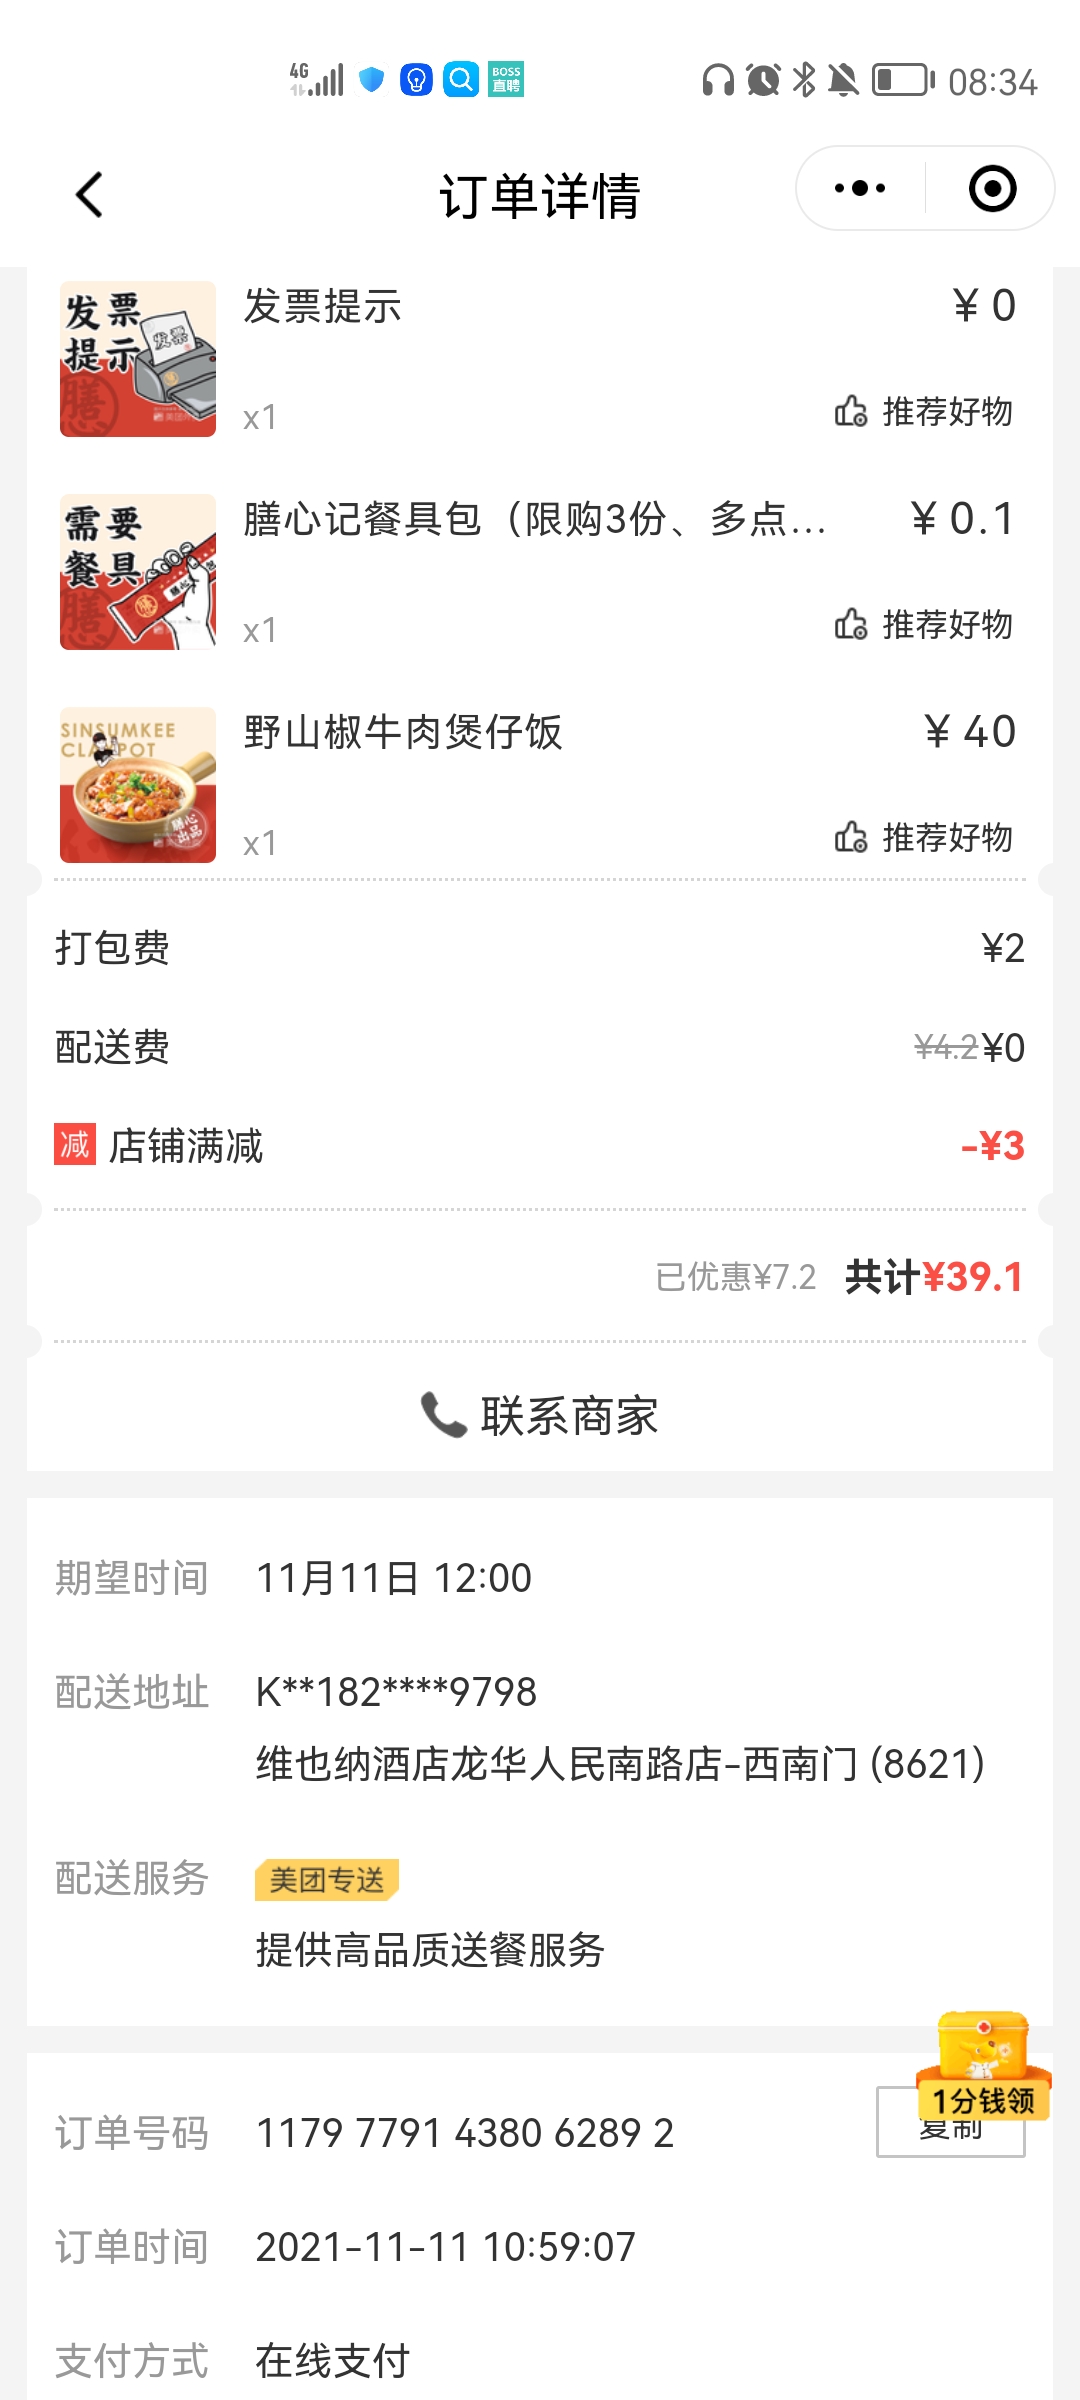 4G
BOSS
直聘
08:34
订单详情
发票
提示
发票
膳
发票提示
¥ 0
x1
推荐好物
需要
餐具
膳
膳心记餐具包（限购3份、多点...
¥ 0.1
x1
推荐好物
SINSUMKEE
CLAYPOT
膳心
出品
野山椒牛肉煲仔饭
¥ 40
x1
推荐好物
打包费
¥2
配送费
¥4.2¥0
减 店铺满减
-¥3
已优惠¥7.2 共计¥39.1
联系商家
期望时间 11月11日 12:00
配送地址 K**182****9798
维也纳酒店龙华人民南路店-西南门 (8621)
配送服务 美团专送
提供高品质送餐服务
1分钱领
订单号码 1179 7791 4380 6289 2
复制
订单时间 2021-11-11 10:59:07
支付方式 在线支付